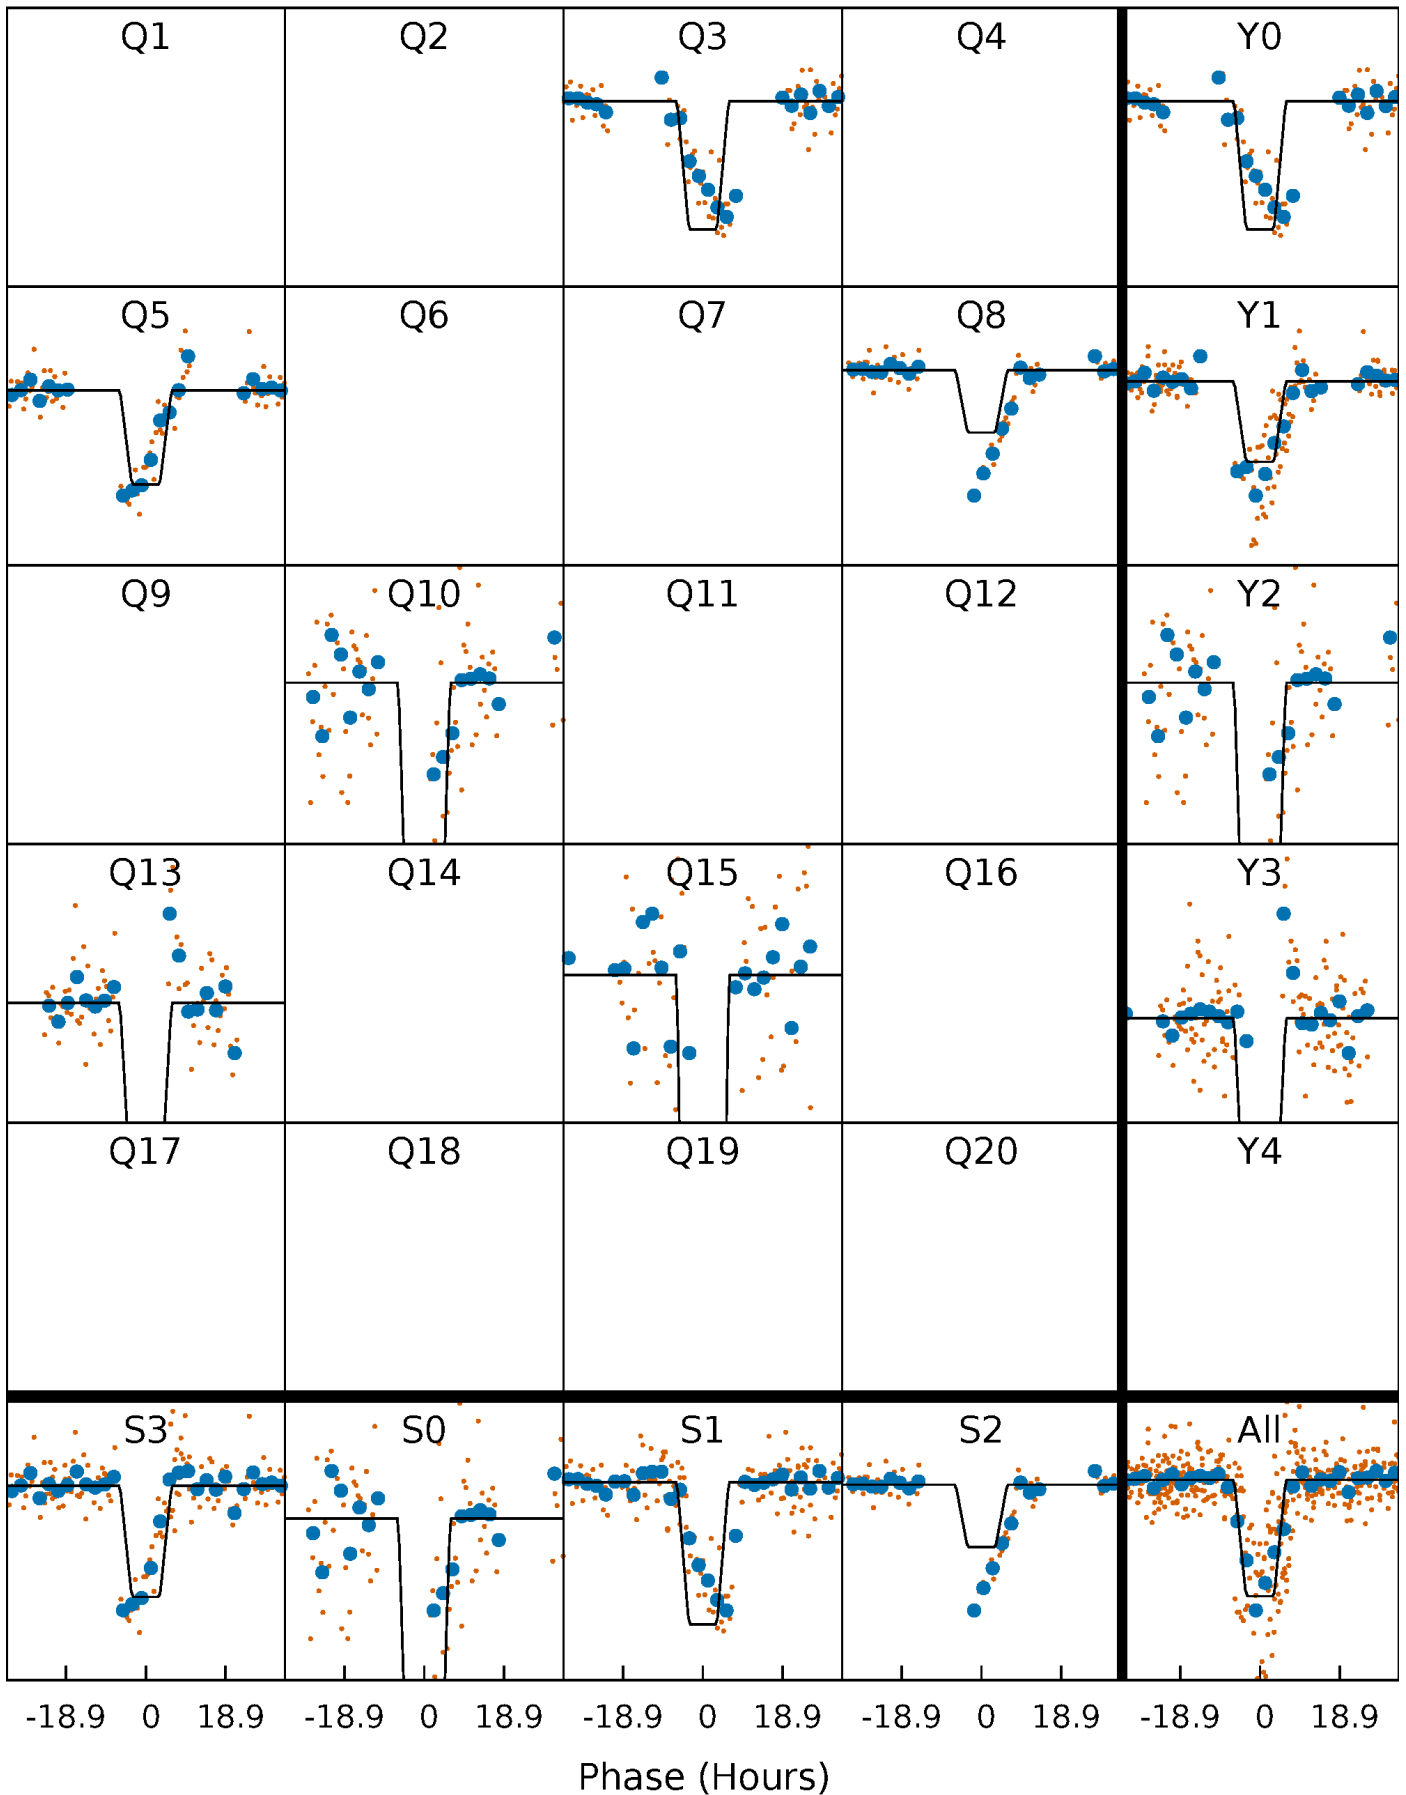 Q1 Q2 Q3 Q4 Y0
Q5 Q6 Q7 Q8 Y1
Q9 Q10 Q11 Q12 Y2
Q13 Q14 Q15 Q16 Y3
Q17 Q18 Q19 Q20 Y4
S3 S0 S1 S2 All
-18.9 0 18.9 -18.9 0 18.9 -18.9 0 18.9 -18.9 0 18.9 -18.9 0 18.9
Phase (Hours)